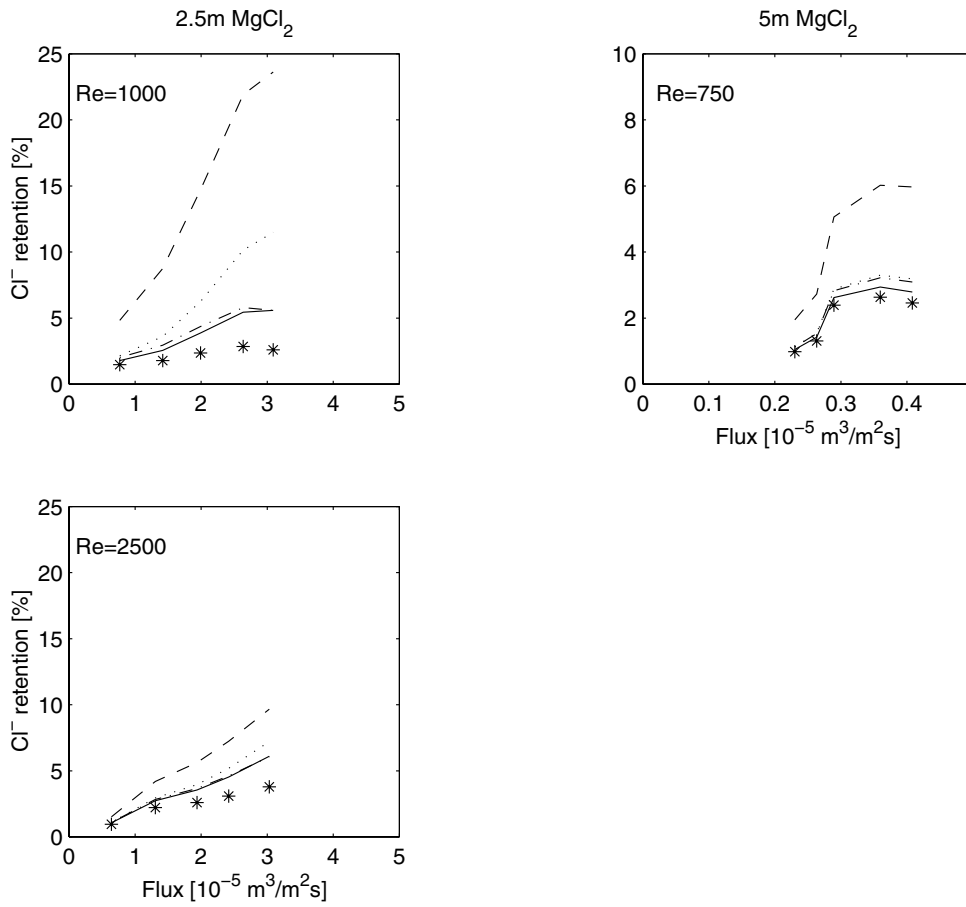 2.5m MgCl₂
25
20
15
10
5
0
Re=1000
Cl⁻ retention [%]
0 1 2 3 4 5
5m MgCl₂
10
8
6
4
2
0
Re=750
0 0.1 0.2 0.3 0.4
Flux [10⁻⁵ m³/m²s]
25
20
15
10
5
0
Re=2500
Cl⁻ retention [%]
0 1 2 3 4 5
Flux [10⁻⁵ m³/m²s]